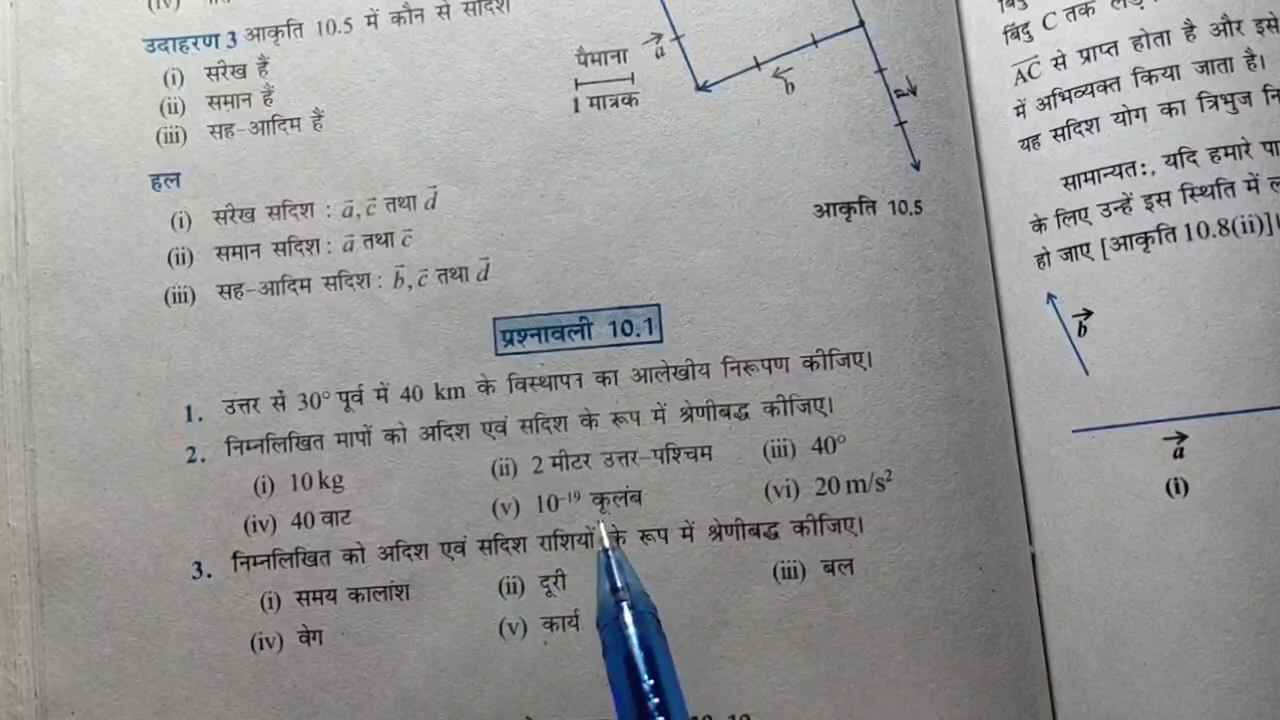 उदाहरण 3 आकृति 10.5 में कौन से सदिश
(i) संरेख हैं
(ii) समान हैं
(iii) सह-आदिम हैं
पैमाना
1 मात्रक
a
b
आकृति 10.5
हल
(i) संरेख सदिश : a⃗, c⃗ तथा d⃗
(ii) समान सदिश : a⃗ तथा c⃗
(iii) सह-आदिम सदिश : b⃗, c⃗ तथा d⃗
प्रश्नावली 10.1
1. उत्तर से 30° पूर्व में 40 km के विस्थापन का आलेखीय निरूपण कीजिए।
2. निम्नलिखित मापों को अदिश एवं सदिश के रूप में श्रेणीबद्ध कीजिए।
(i) 10 kg (ii) 2 मीटर उत्तर-पश्चिम (iii) 40°
(iv) 40 वाट (v) 10⁻¹⁹ कूलंब (vi) 20 m/s²
3. निम्नलिखित को अदिश एवं सदिश राशियों के रूप में श्रेणीबद्ध कीजिए।
(i) समय कालांश (ii) दूरी (iii) बल
(iv) वेग (v) कार्य
बिंदु C तक
AC से प्राप्त होता है और इसे
में अभिव्यक्त किया जाता है।
यह सदिश योग का त्रिभुज
सामान्यतः, यदि हमारे
के लिए उन्हें इस स्थिति में
हो जाए [आकृति 10.8(ii)]।
b⃗
a⃗
(i)